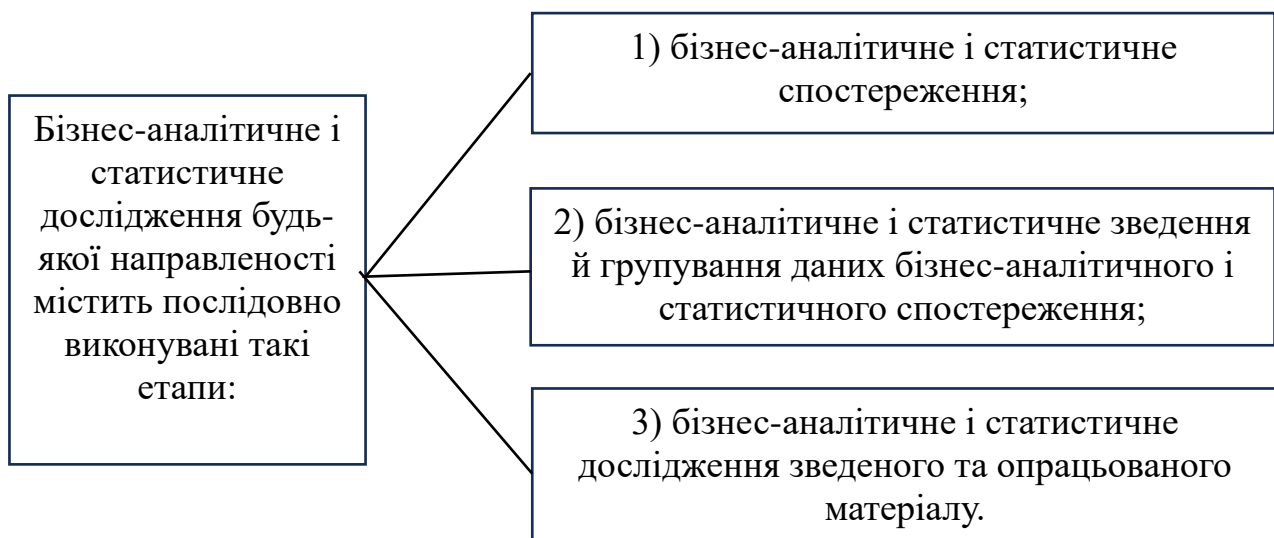 Бізнес-аналітичне і
статистичне
дослідження будь-
якої направленості
містить послідовно
виконувані такі
етапи:
1) бізнес-аналітичне і статистичне
спостереження;
2) бізнес-аналітичне і статистичне зведення
й групування даних бізнес-аналітичного і
статистичного спостереження;
3) бізнес-аналітичне і статистичне
дослідження зведеного та опрацьованого
матеріалу.